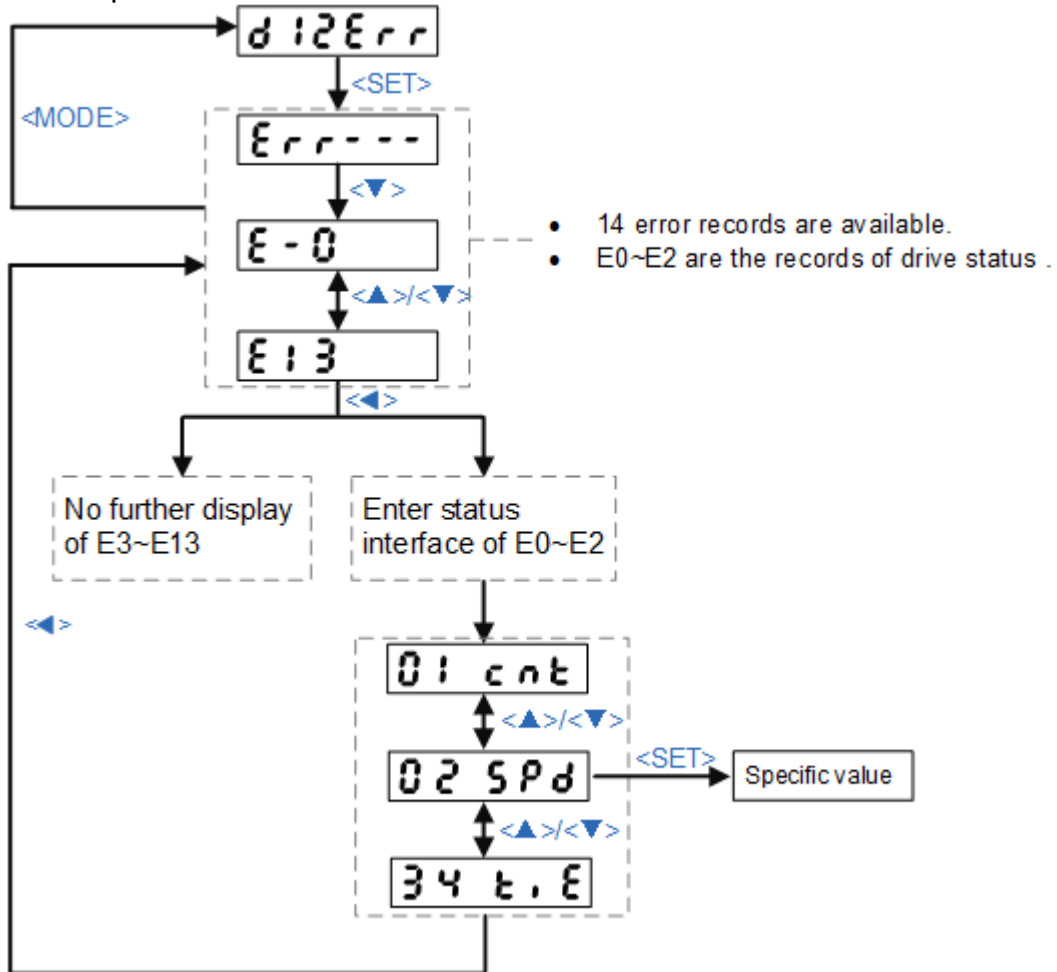 d12Err
<SET>
<MODE>
Err---
<▼>
E-0
• 14 error records are available.
• E0~E2 are the records of drive status .
<▲>/<▼>
E13
<◀>
No further display
of E3~E13
Enter status
interface of E0~E2
<◀>
01 cnt
<▲>/<▼>
02 SPd
<SET>
Specific value
<▲>/<▼>
34 tiE